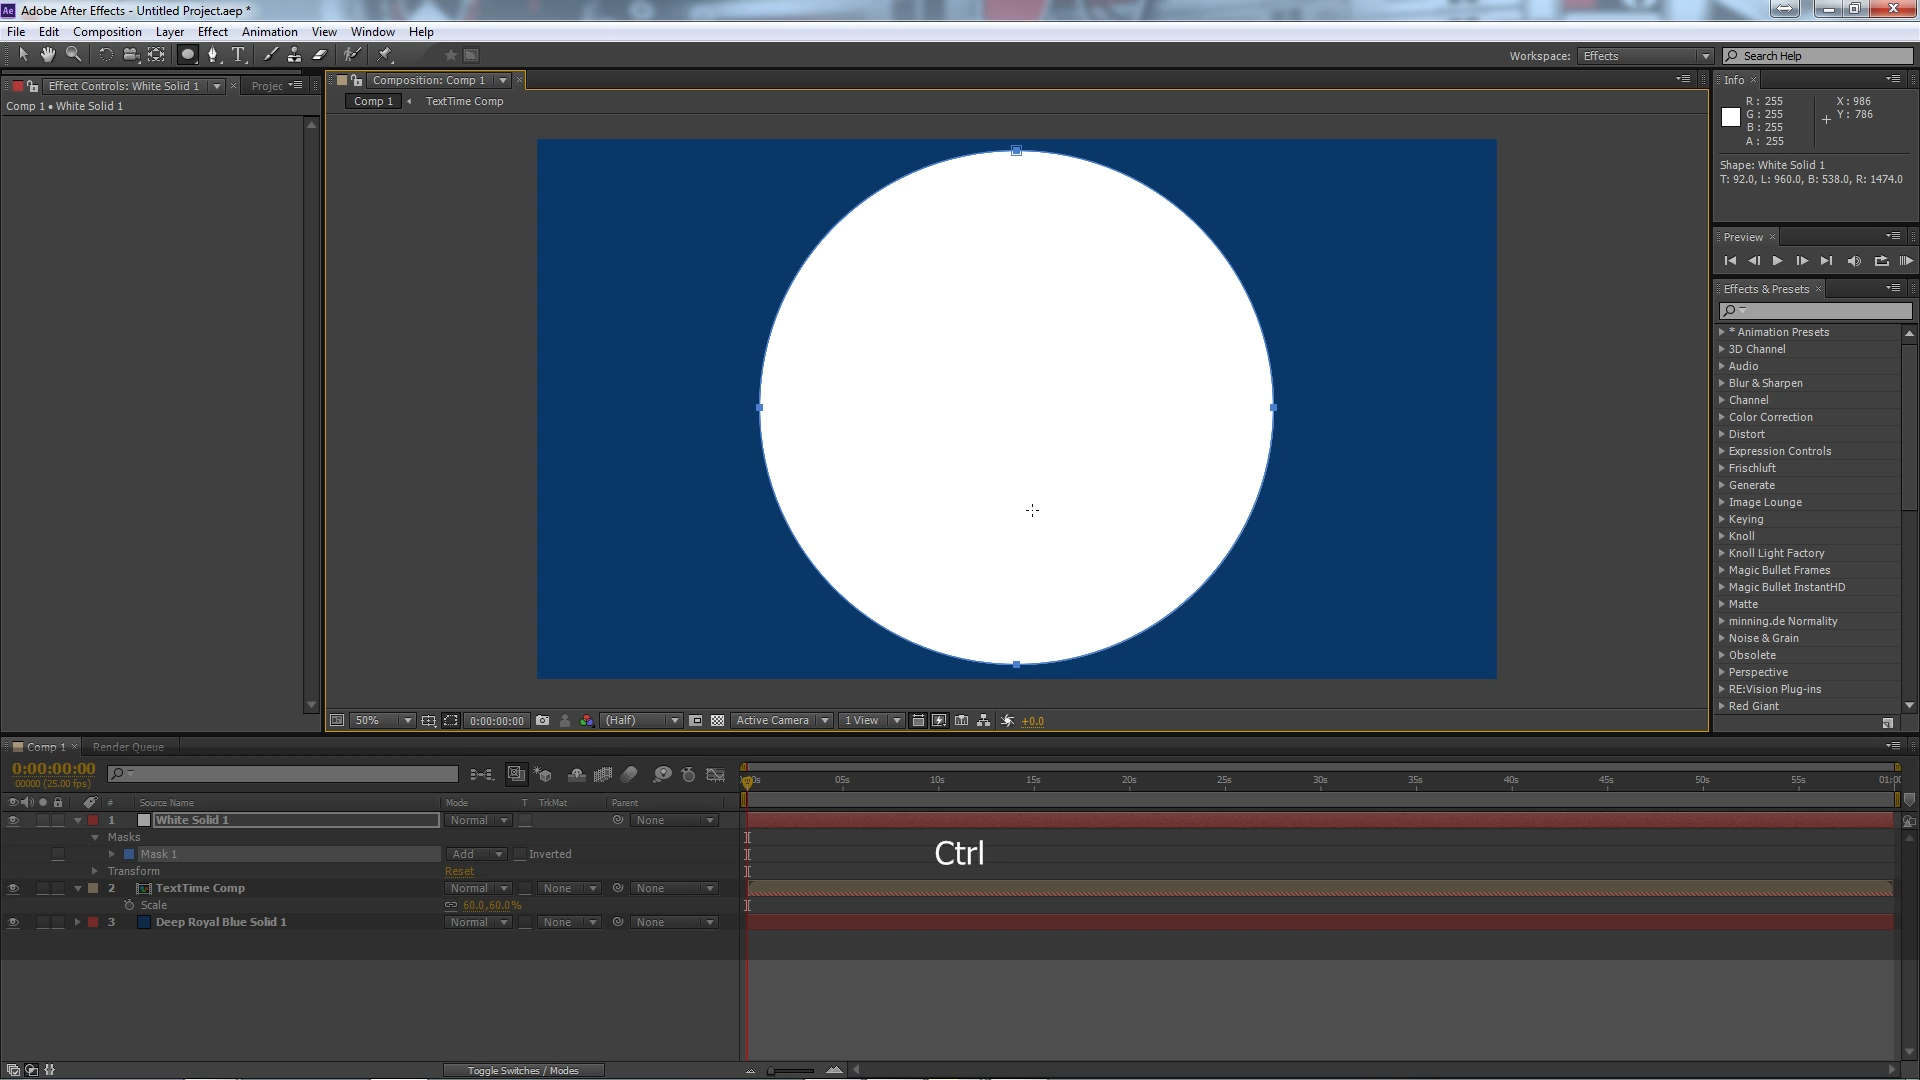 Adobe After Effects - Untitled Project.aep *
File Edit Composition Layer Effect Animation View Window Help
Workspace: Effects Search Help
Effect Controls: White Solid 1 Projec
Comp 1 • White Solid 1
Composition: Comp 1
Comp 1 TextTime Comp
Info
R : 255 X : 986
G : 255 Y : 786
B : 255
A : 255
Shape: White Solid 1
T: 92.0, L: 960.0, B: 538.0, R: 1474.0
Preview
Effects & Presets
* Animation Presets
3D Channel
Audio
Blur & Sharpen
Channel
Color Correction
Distort
Expression Controls
Frischluft
Generate
Image Lounge
Keying
Knoll
Knoll Light Factory
Magic Bullet Frames
Magic Bullet InstantHD
Matte
minning.de Normality
Noise & Grain
Obsolete
Perspective
RE:Vision Plug-ins
Red Giant
50% 0:00:00:00 (Half) Active Camera 1 View +0.0
Comp 1 Render Queue
0:00:00:00
00000 (25.00 fps)
05s 10s 15s 20s 25s 30s 35s 40s 45s 50s 55s
# Source Name Mode T TrkMat Parent
1 White Solid 1 Normal None
Masks
Mask 1 Add Inverted
Transform Reset
2 TextTime Comp Normal None None
Scale 60.0,60.0%
3 Deep Royal Blue Solid 1 Normal None None
Ctrl
Toggle Switches / Modes